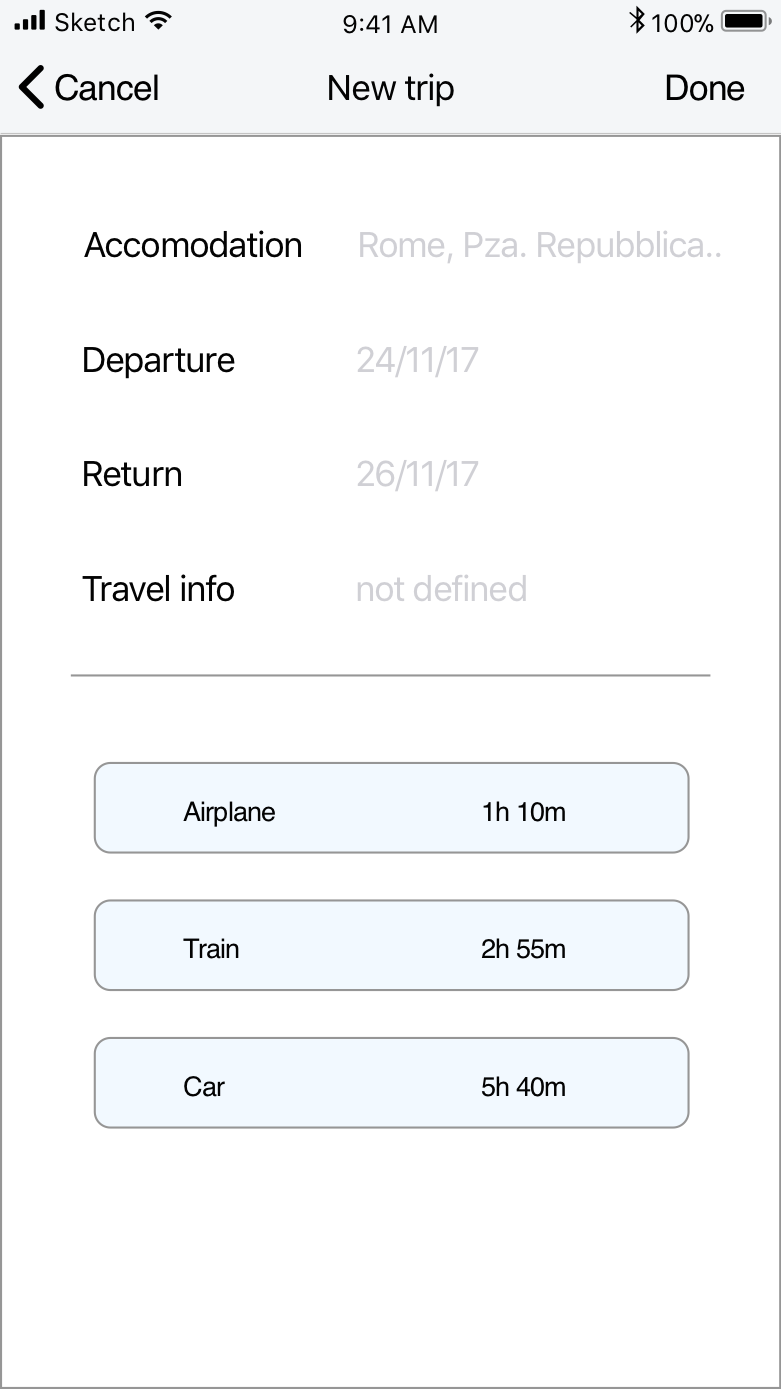 Sketch 9:41 AM 100%
Cancel New trip Done
Accomodation Rome, Pza. Repubblica..
Departure 24/11/17
Return 26/11/17
Travel info not defined
Airplane 1h 10m
Train 2h 55m
Car 5h 40m